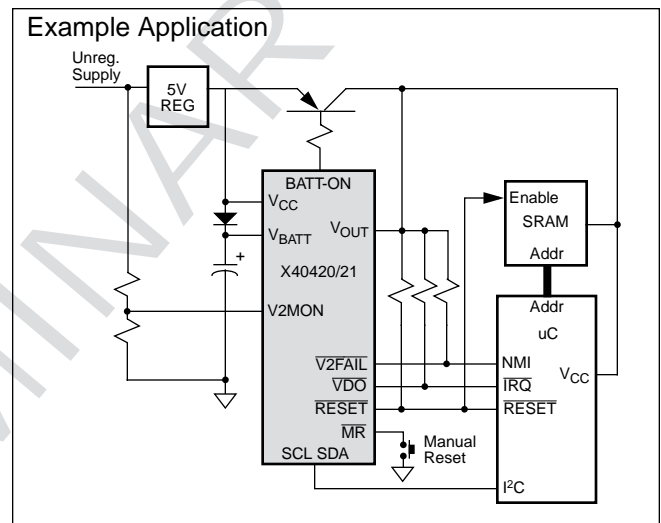 Example Application
Unreg.
Supply
5V
REG
BATT-ON
VCC
VBATT
VOUT
+
X40420/21
V2MON
V2FAIL
VDO
RESET
MR
SCL SDA
Manual
Reset
Enable
SRAM
Addr
Addr
uC
NMI
VCC
IRQ
RESET
I²C